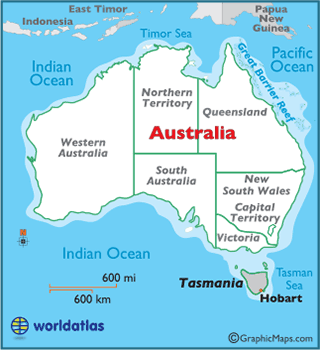 East Timor
Indonesia
Papua
New
Guinea
Timor Sea
Pacific
Ocean
Indian
Ocean
Great Barrier Reef
Northern
Territory
Queensland
Australia
Western
Australia
South
Australia
New
South Wales
Capital
Territory
Victoria
Indian Ocean
600 mi
600 km
Tasmania
Tasman
Sea
Hobart
worldatlas
©GraphicMaps.com